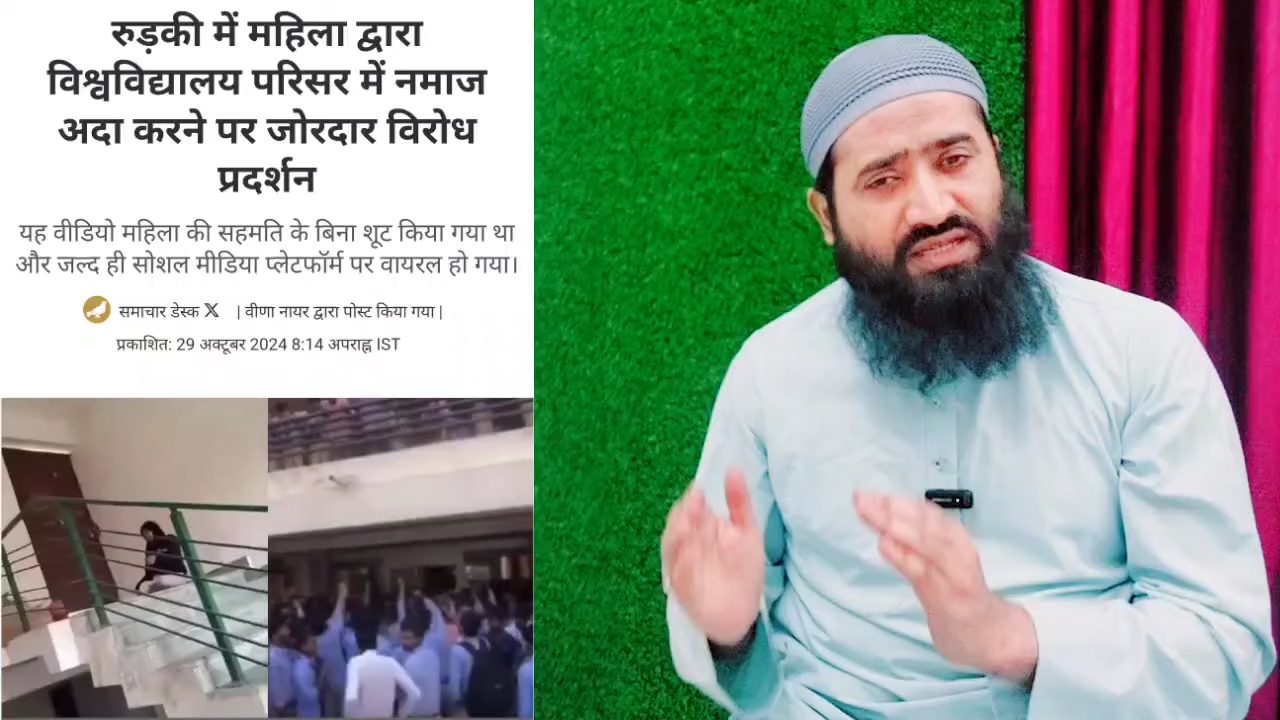 रुड़की में महिला द्वारा
विश्वविद्यालय परिसर में नमाज
अदा करने पर जोरदार विरोध
प्रदर्शन
यह वीडियो महिला की सहमति के बिना शूट किया गया था
और जल्द ही सोशल मीडिया प्लेटफॉर्म पर वायरल हो गया।
समाचार डेस्क X | वीणा नायर द्वारा पोस्ट किया गया |
प्रकाशित: 29 अक्टूबर 2024 8:14 अपराह्न IST